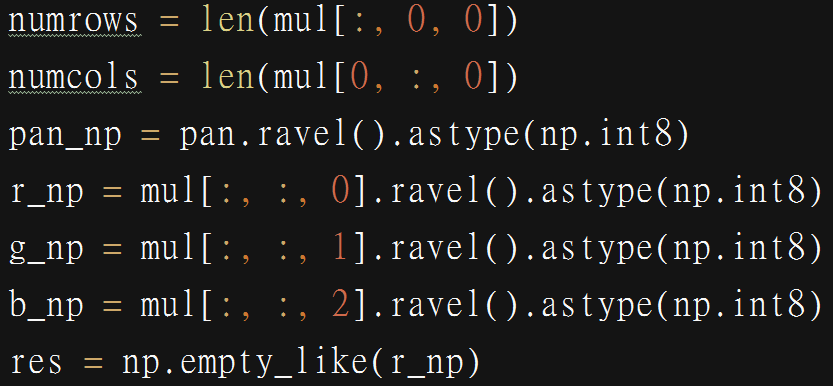 numrows = len(mul[:, 0, 0])
numcols = len(mul[0, :, 0])
pan_np = pan.ravel().astype(np.int8)
r_np = mul[:, :, 0].ravel().astype(np.int8)
g_np = mul[:, :, 1].ravel().astype(np.int8)
b_np = mul[:, :, 2].ravel().astype(np.int8)
res = np.empty_like(r_np)